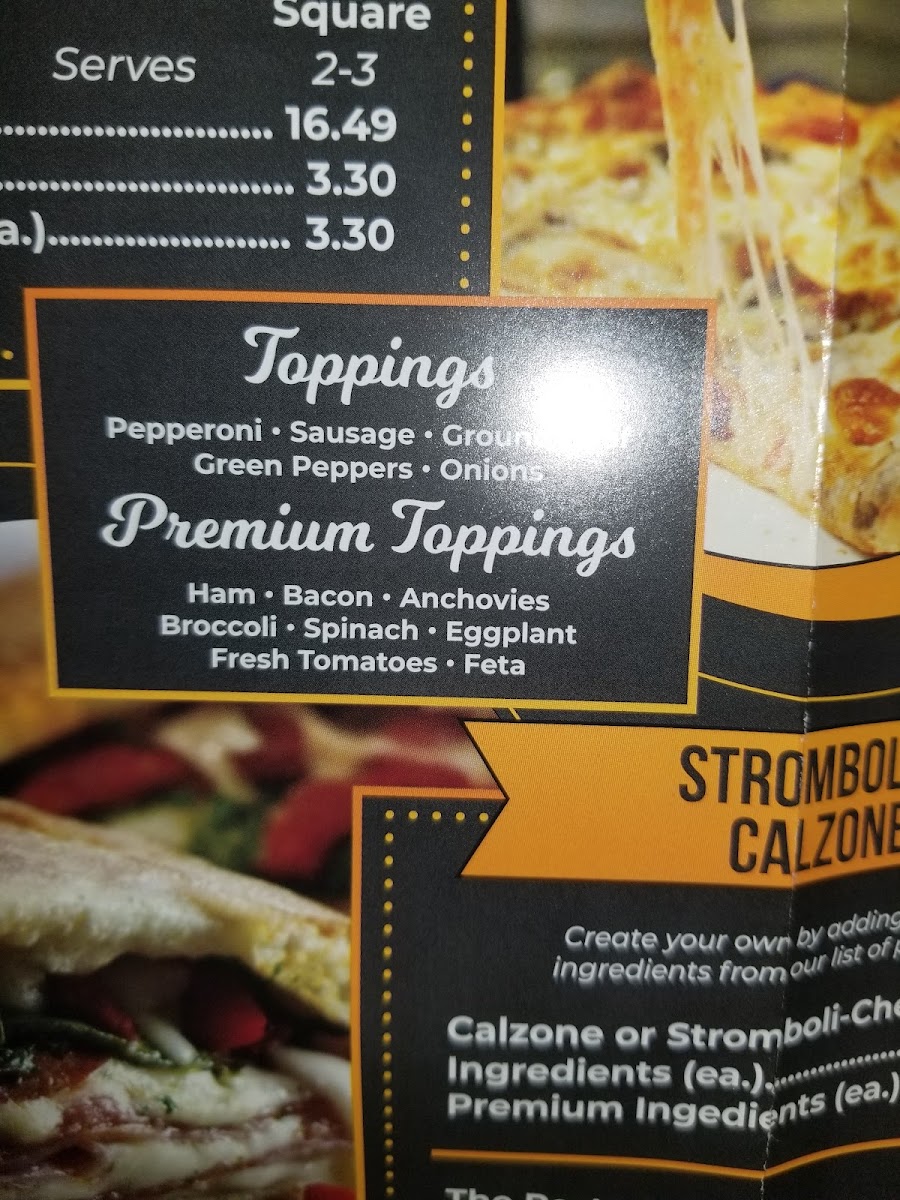 Square
Serves 2-3
........................ 16.49
........................ 3.30
a.)...................... 3.30
Toppings
Pepperoni • Sausage •
Green Peppers • Onions
Premium Toppings
Ham • Bacon • Anchovies
Broccoli • Spinach • Eggplant
Fresh Tomatoes • Feta
STROMBOL
CALZONE
Create your own by adding
ingredients from our list of
Calzone or Stromboli-Che
Ingredients (ea.)..............
Premium Ingedients (ea.)
The